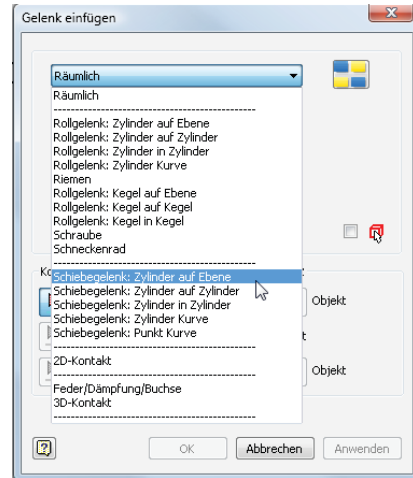 Gelenk einfügen
Räumlich
Räumlich
Rollgelenk: Zylinder auf Ebene
Rollgelenk: Zylinder auf Zylinder
Rollgelenk: Zylinder in Zylinder
Rollgelenk: Zylinder Kurve
Riemen
Rollgelenk: Kegel auf Ebene
Rollgelenk: Kegel auf Kegel
Rollgelenk: Kegel in Kegel
Schraube
Schneckenrad
Schiebegelenk: Zylinder auf Ebene
Schiebegelenk: Zylinder auf Zylinder
Objekt
Schiebegelenk: Zylinder in Zylinder
Schiebegelenk: Zylinder Kurve
Schiebegelenk: Punkt Kurve
2D-Kontakt
Objekt
Feder/Dämpfung/Buchse
3D-Kontakt
OK
Abbrechen
Anwenden